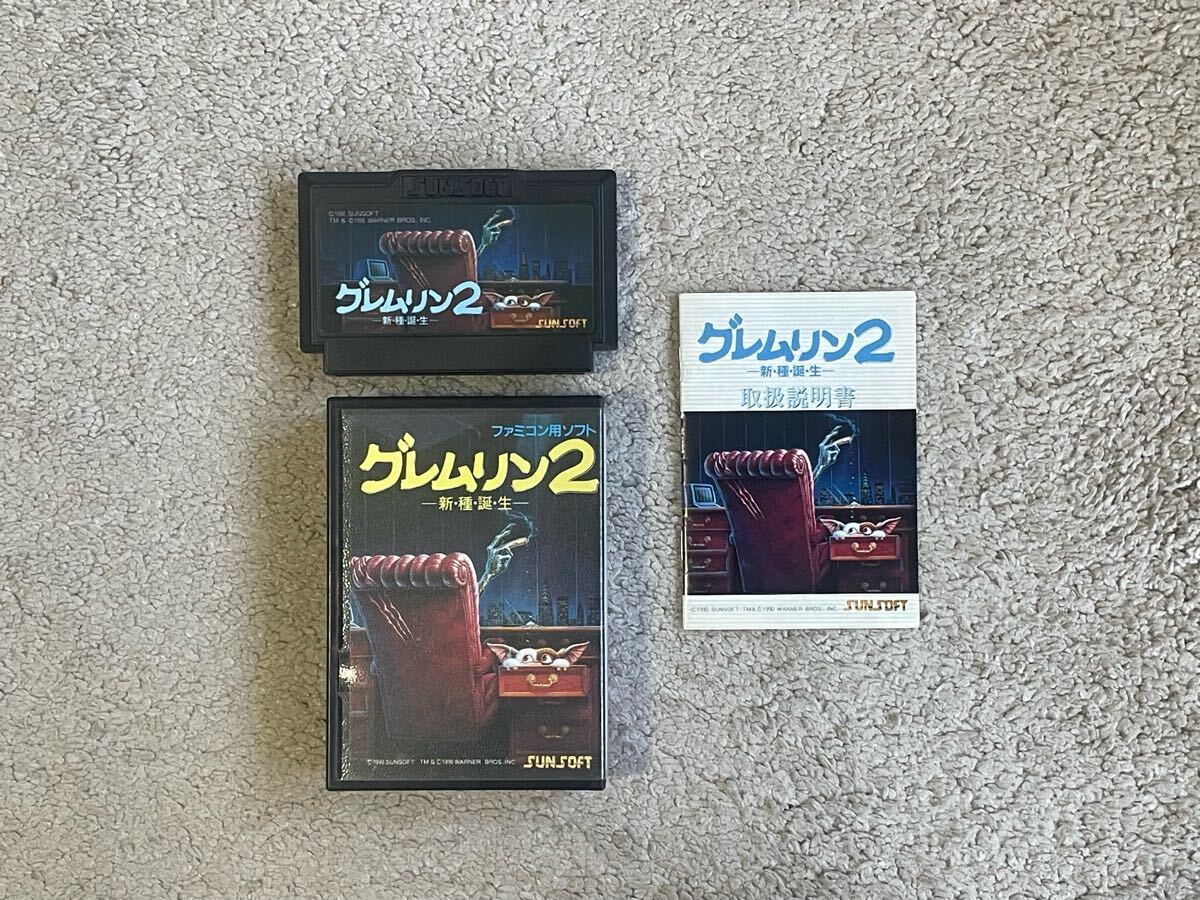 SUNSOFT
©1990 SUNSOFT
TM & ©1990 WARNER BROS. INC.
グレムリン2
新・種・誕・生
SUNSOFT
ファミコン用ソフト
グレムリン2
新・種・誕・生
©1990 SUNSOFT TM & ©1990 WARNER BROS. INC.
SUNSOFT
グレムリン2
新・種・誕・生
取扱説明書
©1990 SUNSOFT TM & ©1990 WARNER BROS. INC.
SUNSOFT